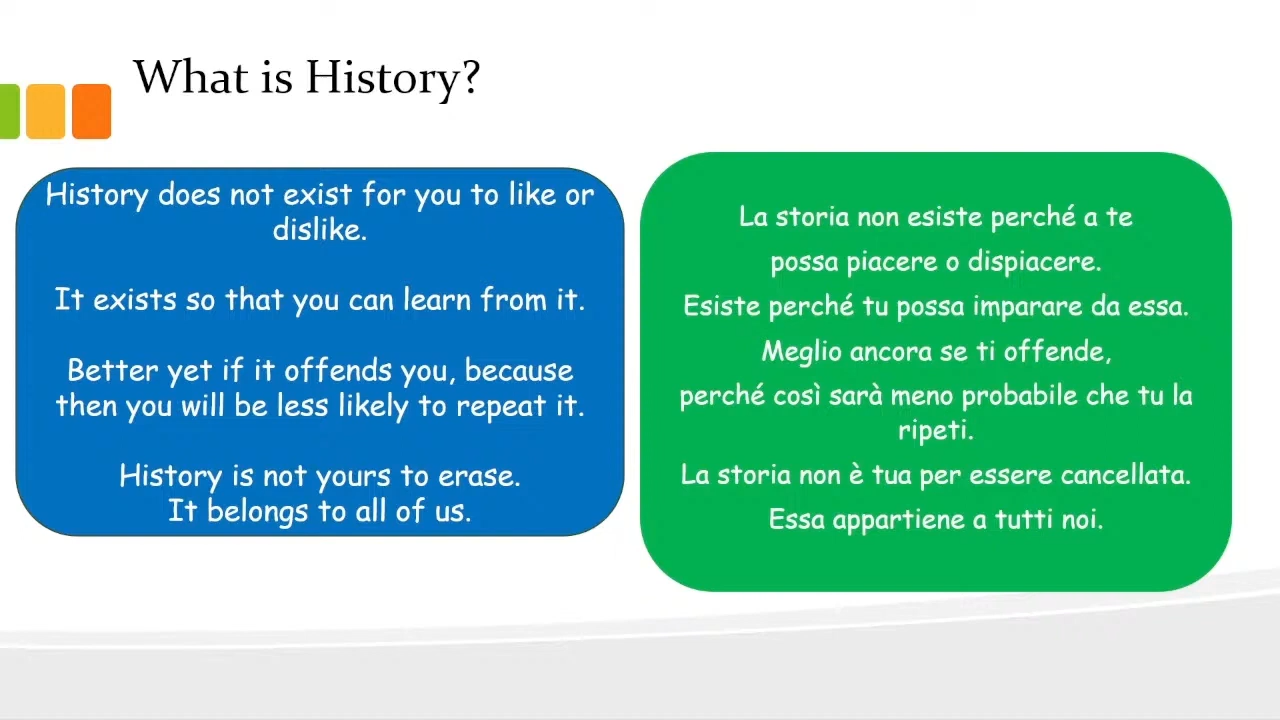 What is History?
History does not exist for you to like or
dislike.
It exists so that you can learn from it.
Better yet if it offends you, because
then you will be less likely to repeat it.
History is not yours to erase.
It belongs to all of us.
La storia non esiste perché a te
possa piacere o dispiacere.
Esiste perché tu possa imparare da essa.
Meglio ancora se ti offende,
perché così sarà meno probabile che tu la
ripeti.
La storia non è tua per essere cancellata.
Essa appartiene a tutti noi.